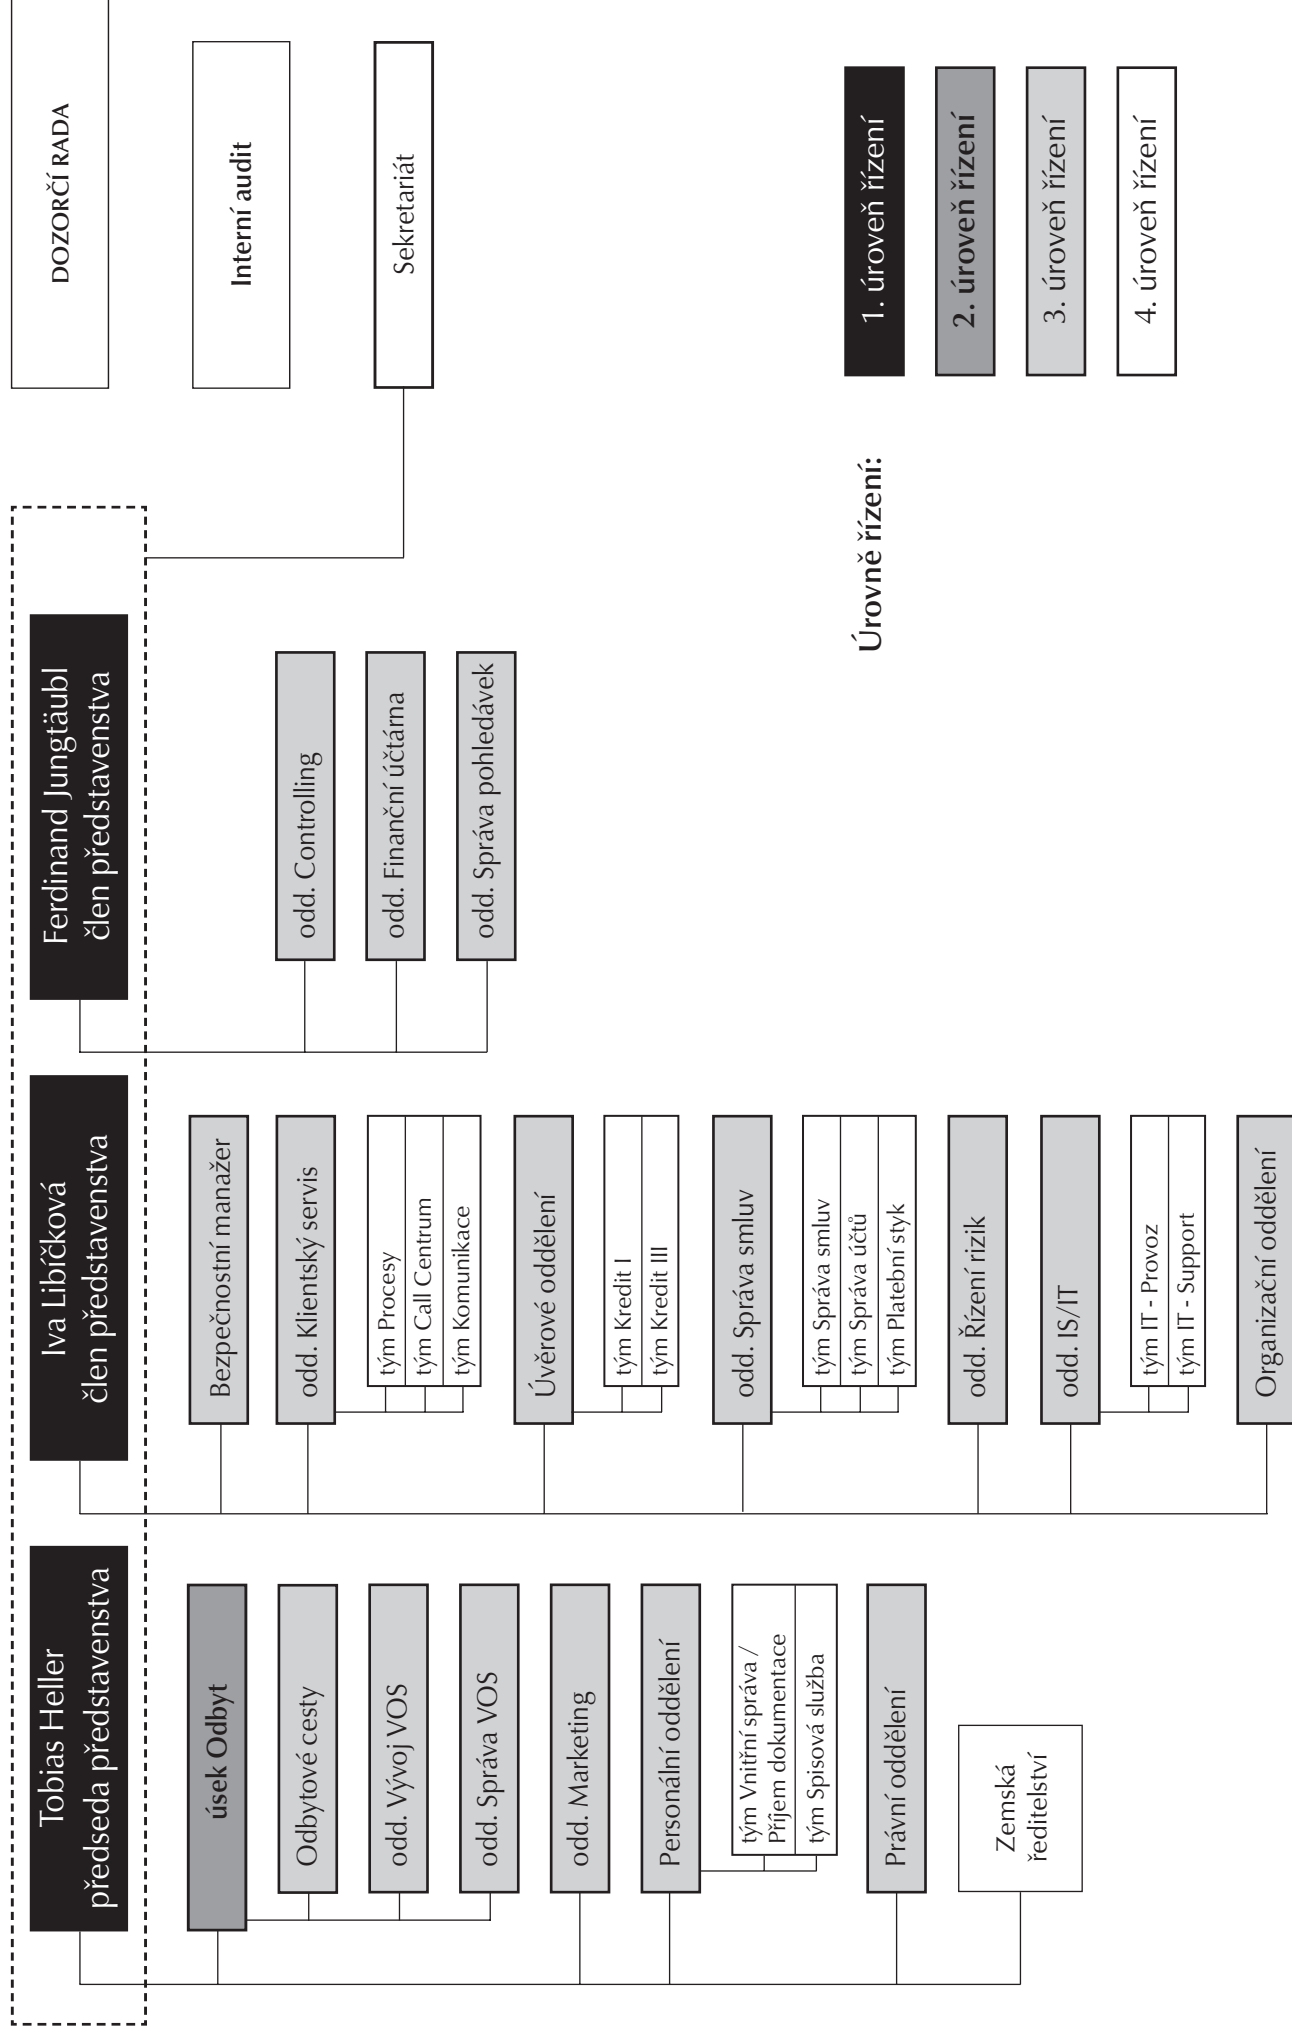 Tobias Heller
předseda představenstva
úsek Odbyt
Odbytové cesty
odd. Vývoj VOS
odd. Správa VOS
odd. Marketing
Personální oddělení
tým Vnitřní správa /
Příjem dokumentace
tým Spisová služba
Právní oddělení
Zemská
ředitelství
Iva Libíčková
člen představenstva
Bezpečnostní manažer
odd. Klientský servis
tým Procesy
tým Call Centrum
tým Komunikace
Úvěrové oddělení
tým Kredit I
tým Kredit III
odd. Správa smluv
tým Správa smluv
tým Správa účtů
tým Platební styk
odd. Řízení rizik
odd. IS/IT
tým IT - Provoz
tým IT - Support
Organizační oddělení
Ferdinand Jungtäubl
člen představenstva
odd. Controlling
odd. Finanční účtárna
odd. Správa pohledávek
DOZORČÍ RADA
Interní audit
Sekretariát
Úrovně řízení:
1. úroveň řízení
2. úroveň řízení
3. úroveň řízení
4. úroveň řízení